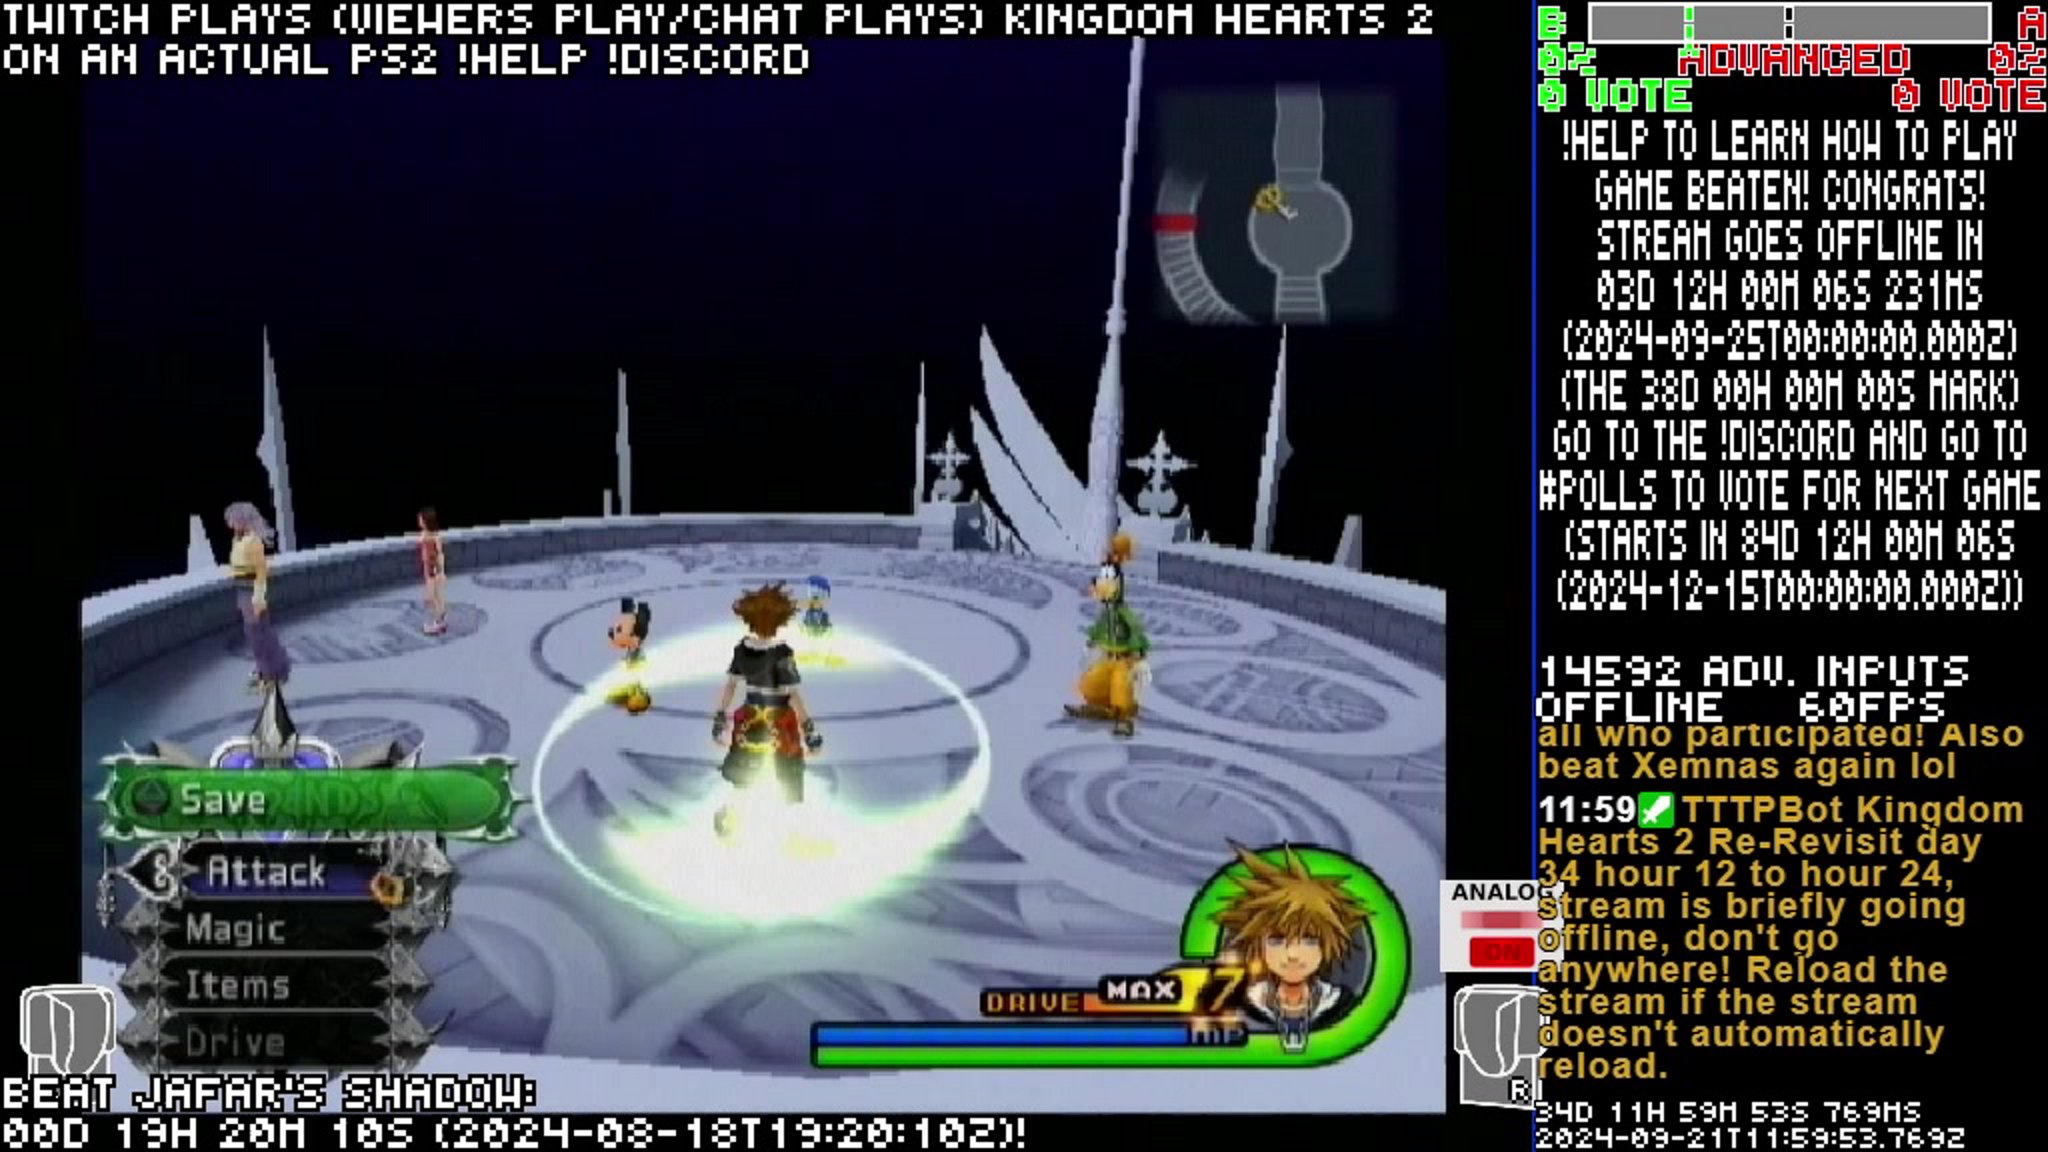 TWITCH PLAYS (VIEWERS PLAY/CHAT PLAYS) KINGDOM HEARTS 2
ON AN ACTUAL PS2 !HELP !DISCORD
B A
0% ADVANCED 0%
0 VOTE 0 VOTE
!HELP TO LEARN HOW TO PLAY
GAME BEATEN! CONGRATS!
STREAM GOES OFFLINE IN
03D 12H 00M 06S 231MS
(2024-09-25T00:00:00.000Z)
(THE 38D 00H 00M 00S MARK)
GO TO THE !DISCORD AND GO TO
#POLLS TO VOTE FOR NEXT GAME
(STARTS IN 84D 12H 00M 06S
(2024-12-15T00:00:00.000Z))
14592 ADV. INPUTS
OFFLINE 60FPS
all who participated! Also
beat Xemnas again lol
11:59 TTTPBot Kingdom
Hearts 2 Re-Revisit day
34 hour 12 to hour 24,
stream is briefly going
offline, don't go
anywhere! Reload the
stream if the stream
doesn't automatically
reload.
34D 11H 59M 53S 769MS
2024-09-21T11:59:53.769Z
Save
Attack
Magic
Items
Drive
DRIVE MAX 7
MP
ANALOG
ON
BEAT JAFAR'S SHADOW:
00D 19H 20M 10S (2024-08-18T19:20:10Z)!